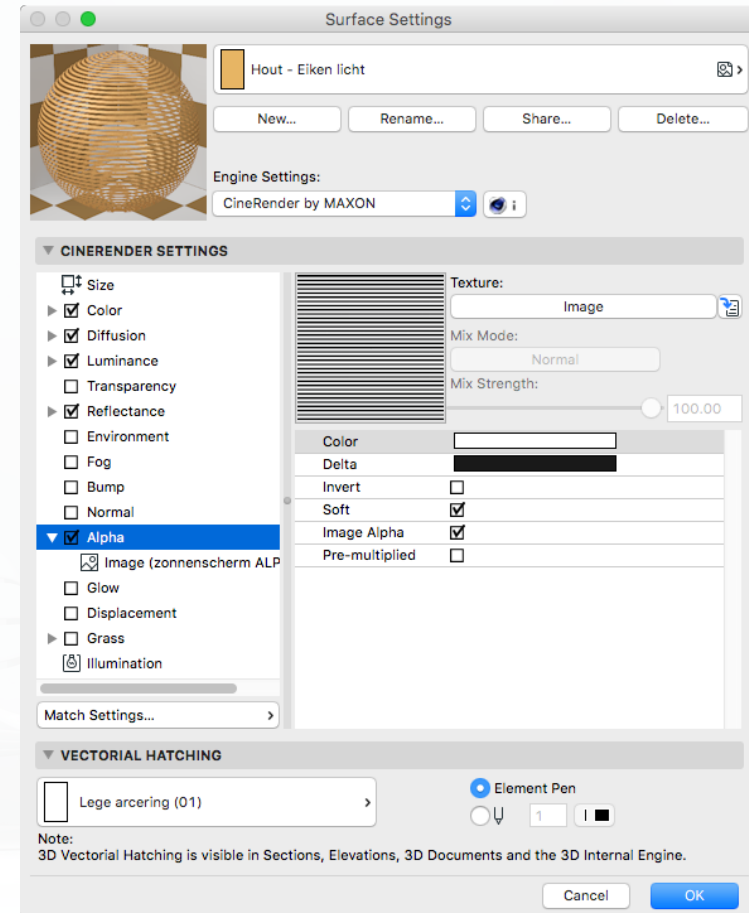 Surface Settings
Hout - Eiken licht
New...
Rename...
Share...
Delete...
Engine Settings:
CineRender by MAXON
i
CINERENDER SETTINGS
Size
Color
Diffusion
Luminance
Transparency
Reflectance
Environment
Fog
Bump
Normal
Alpha
Image (zonnenscherm ALP
Glow
Displacement
Grass
Illumination
Match Settings...
Texture:
Image
Mix Mode:
Normal
Mix Strength:
100.00
Color
Delta
Invert
Soft
Image Alpha
Pre-multiplied
VECTORIAL HATCHING
Lege arcering (01)
Element Pen
1
Note:
3D Vectorial Hatching is visible in Sections, Elevations, 3D Documents and the 3D Internal Engine.
Cancel
OK